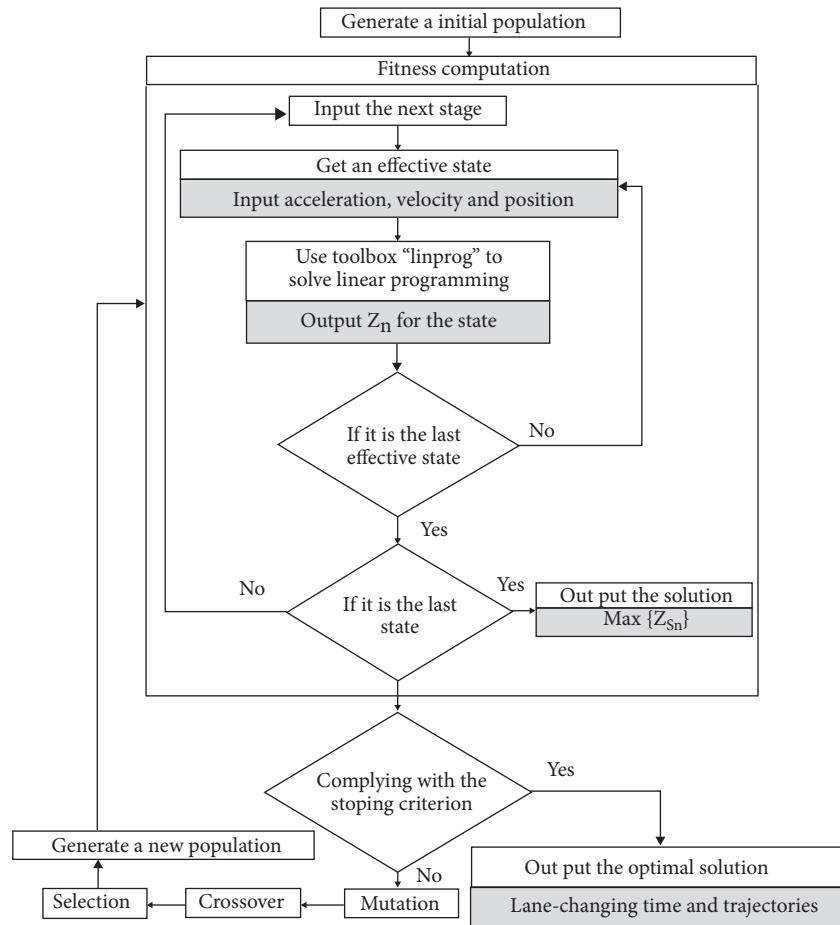 Generate a initial population
Fitness computation
Input the next stage
Get an effective state
Input acceleration, velocity and position
Use toolbox “linprog” to
solve linear programming
Output Zn for the state
If it is the last
effective state
No
Yes
If it is the last
state
No
Yes
Out put the solution
Max {ZSn}
Complying with the
stoping criterion
Yes
No
Out put the optimal solution
Lane-changing time and trajectories
Mutation
Crossover
Selection
Generate a new population